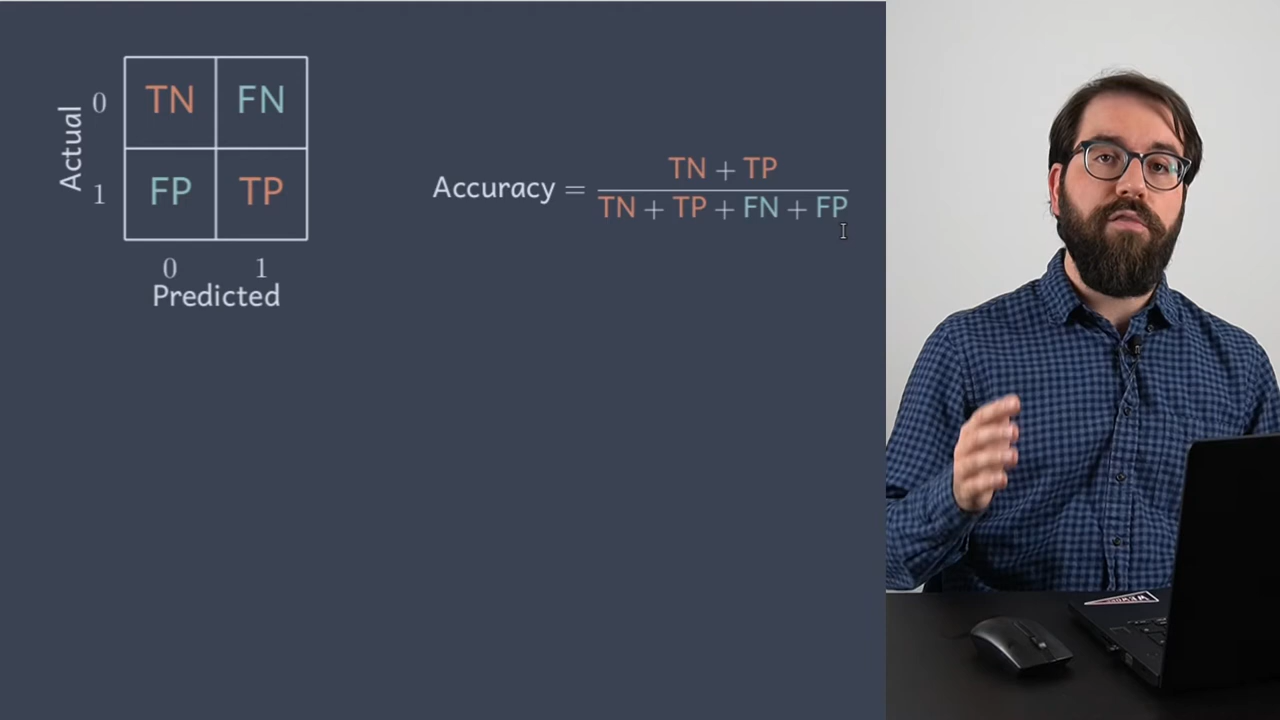 Actual
0
TN FN
1
FP TP
0 1
Predicted
Accuracy = TN + TP
TN + TP + FN + FP